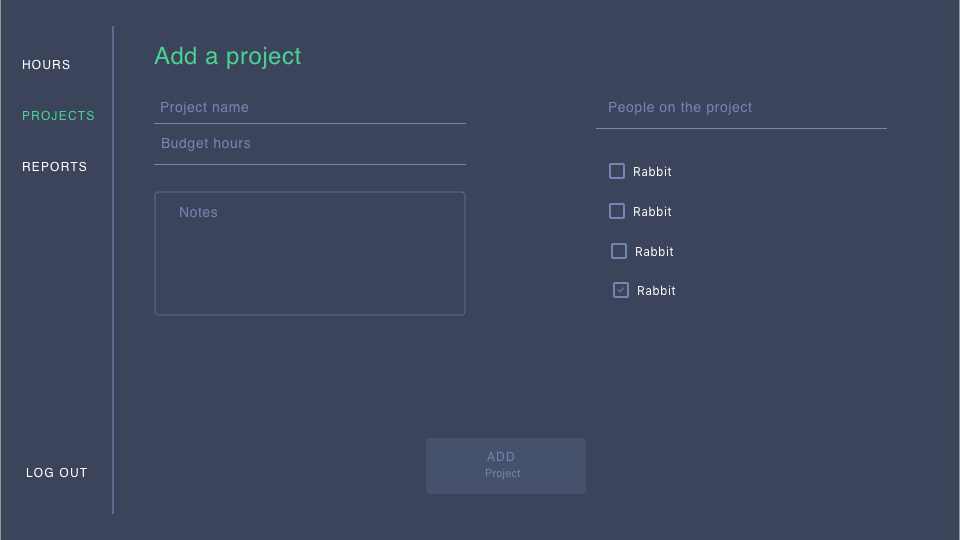 HOURS
PROJECTS
REPORTS
LOG OUT
Add a project
Project name
Budget hours
Notes
People on the project
Rabbit
Rabbit
Rabbit
Rabbit
ADD
Project